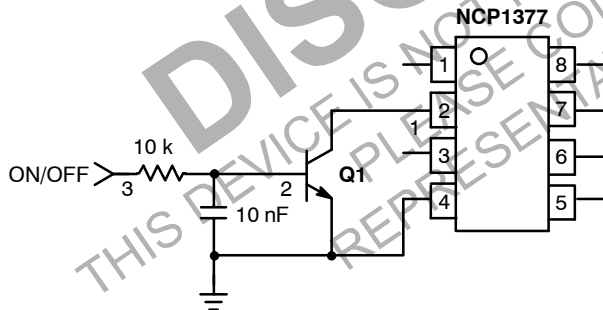 NCP1377
DISC
THIS DEVICE IS NOT
PLEASE CO
REPRESENTA
1
8
2
7
1
3
6
4
5
10 k
ON/OFF
3
2
Q1
10 nF